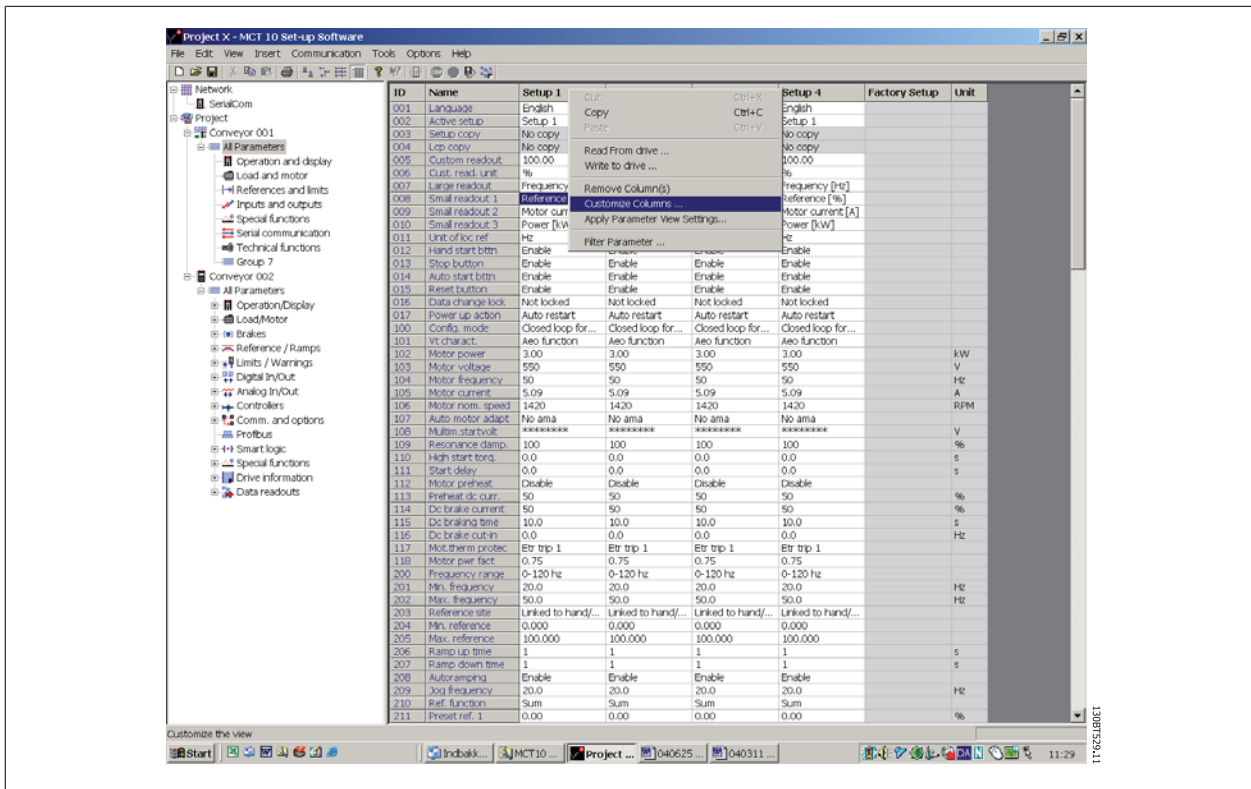 Project X - MCT 10 Set-up Software
File Edit View Insert Communication Tools Options Help
Network
SerialCom
Project
Conveyor 001
All Parameters
Operation and display
Load and motor
References and limits
Inputs and outputs
Special functions
Serial communication
Technical functions
Group 7
Conveyor 002
All Parameters
Operation/Display
Load/Motor
Brakes
Reference / Ramps
Limits / Warnings
Digital In/Out
Analog In/Out
Controllers
Comm. and options
Profibus
Smart logic
Special functions
Drive information
Data readouts
ID Name Setup 1 Setup 4 Factory Setup Unit
001 Language English English
002 Active setup Setup 1 Setup 1
003 Setup copy No copy No copy
004 Lcp copy No copy No copy
005 Custom readout 100.00 100.00
006 Cust. read. unit % %
007 Large readout Frequency Frequency [Hz]
008 Small readout 1 Reference Reference [%]
009 Small readout 2 Motor curr Motor current [A]
010 Small readout 3 Power [kW Power [kW]
011 Unit of loc ref Hz Hz
012 Hand start bttn Enable Enable Enable Enable
013 Stop button Enable Enable Enable Enable
014 Auto start bttn Enable Enable Enable Enable
015 Reset button Enable Enable Enable Enable
016 Data change lock Not locked Not locked Not locked Not locked
017 Power up action Auto restart Auto restart Auto restart Auto restart
100 Config. mode Closed loop for... Closed loop for... Closed loop for... Closed loop for...
101 Vt charact. Aeo function Aeo function Aeo function Aeo function
102 Motor power 3.00 3.00 3.00 3.00 kW
103 Motor voltage 550 550 550 550 V
104 Motor frequency 50 50 50 50 Hz
105 Motor current 5.09 5.09 5.09 5.09 A
106 Motor nom. speed 1420 1420 1420 1420 RPM
107 Auto motor adapt No ama No ama No ama No ama
108 Multim.startvolt ******** ******** ******** ******** V
109 Resonance damp. 100 100 100 100 %
110 High start torq. 0.0 0.0 0.0 0.0 s
111 Start delay 0.0 0.0 0.0 0.0 s
112 Motor preheat Disable Disable Disable Disable
113 Preheat dc curr. 50 50 50 50 %
114 Dc brake current 50 50 50 50 %
115 Dc braking time 10.0 10.0 10.0 10.0 s
116 Dc brake cut-in 0.0 0.0 0.0 0.0 Hz
117 Mot.therm protec Etr trip 1 Etr trip 1 Etr trip 1 Etr trip 1
118 Motor pwr fact 0.75 0.75 0.75 0.75
200 Frequency range 0-120 hz 0-120 hz 0-120 hz 0-120 hz
201 Min. frequency 20.0 20.0 20.0 20.0 Hz
202 Max. frequency 50.0 50.0 50.0 50.0 Hz
203 Reference site Linked to hand/... Linked to hand/... Linked to hand/... Linked to hand/...
204 Min. reference 0.000 0.000 0.000 0.000
205 Max. reference 100.000 100.000 100.000 100.000
206 Ramp up time 1 1 1 1 s
207 Ramp down time 1 1 1 1 s
208 Autoramping Enable Enable Enable Enable
209 Jog frequency 20.0 20.0 20.0 20.0 Hz
210 Ref. function Sum Sum Sum Sum
211 Preset ref. 1 0.00 0.00 0.00 0.00 %
Cut Ctrl+X
Copy Ctrl+C
Paste Ctrl+V
Read From drive ...
Write to drive ...
Remove Column(s)
Customize Columns ...
Apply Parameter View Settings...
Filter Parameter ...
Customize the view
Start Indbakk... MCT10 ... Project ... 040625 ... 040311 ... DA N 11:29
130BT529.11